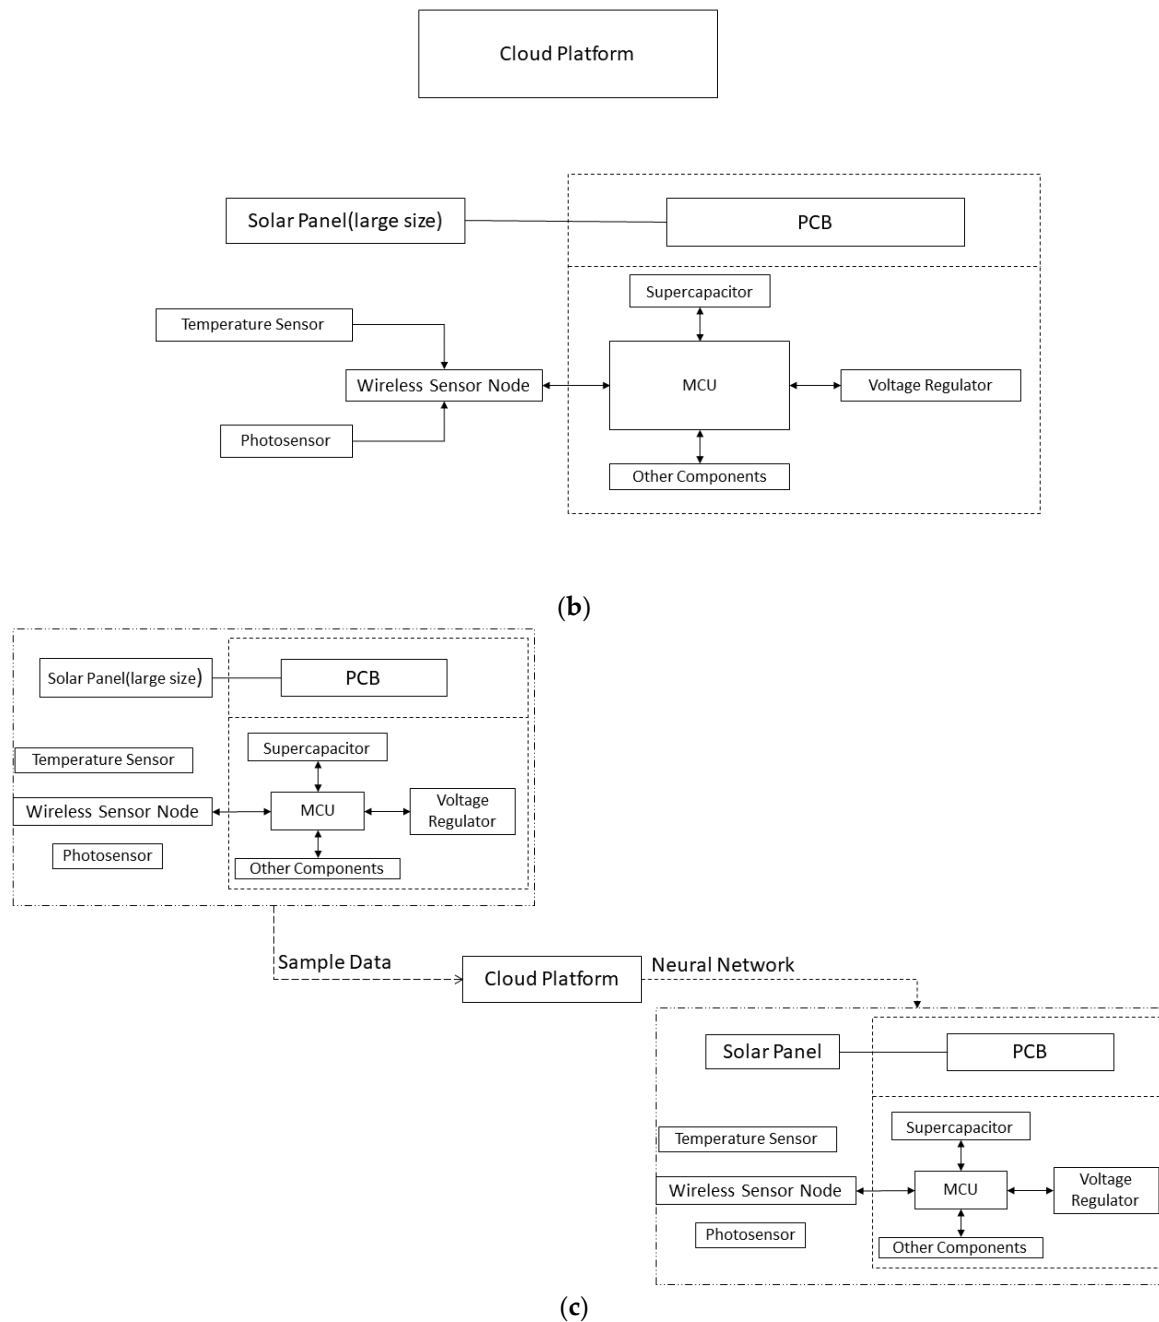 Cloud Platform
Solar Panel(large size)
PCB
Supercapacitor
Temperature Sensor
Wireless Sensor Node
MCU
Voltage Regulator
Photosensor
Other Components
(b)
Solar Panel(large size)
PCB
Supercapacitor
Temperature Sensor
Wireless Sensor Node
MCU
Voltage
Regulator
Photosensor
Other Components
Sample Data
Cloud Platform
Neural Network
Solar Panel
PCB
Supercapacitor
Temperature Sensor
Wireless Sensor Node
MCU
Voltage
Regulator
Photosensor
Other Components
(c)